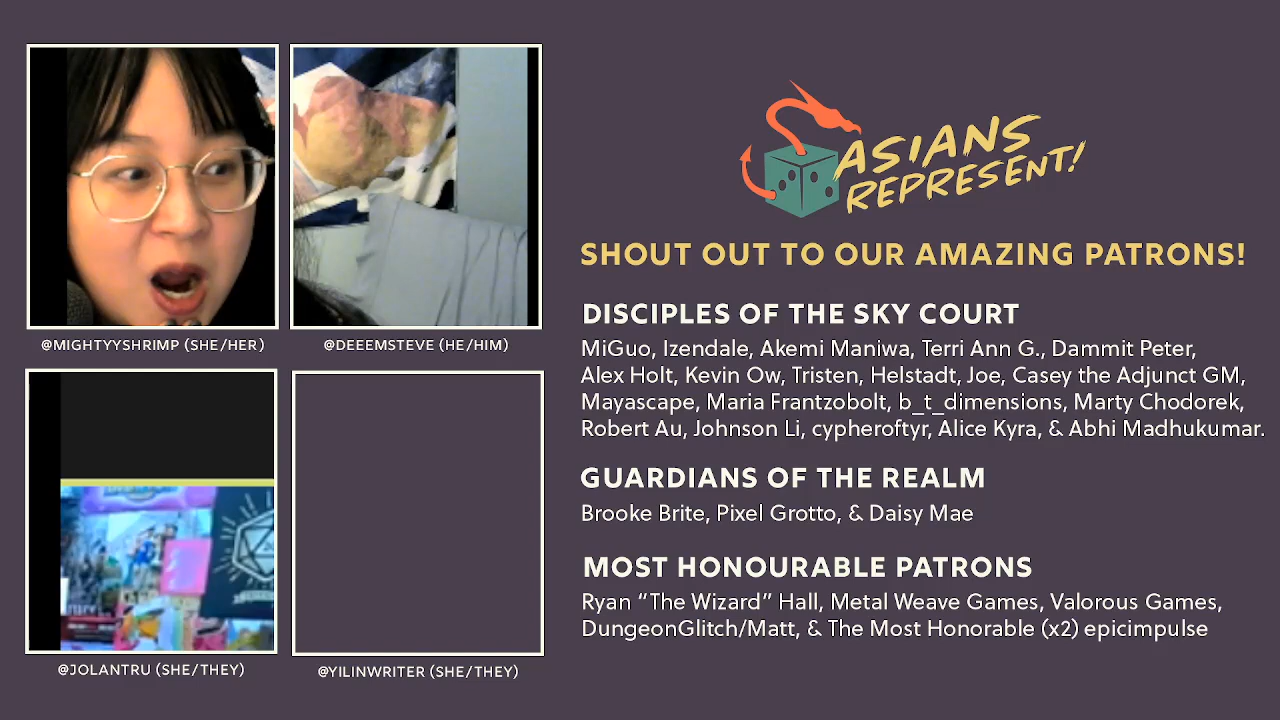 @MIGHTYYSHRIMP (SHE/HER)
@DEEEMSTEVE (HE/HIM)
@JOLANTRU (SHE/THEY)
@YILINWRITER (SHE/THEY)
ASIANS
REPRESENT!
SHOUT OUT TO OUR AMAZING PATRONS!
DISCIPLES OF THE SKY COURT
MiGuo, Izendale, Akemi Maniwa, Terri Ann G., Dammit Peter,
Alex Holt, Kevin Ow, Tristen, Helstadt, Joe, Casey the Adjunct GM,
Mayascape, Maria Frantzobolt, b_t_dimensions, Marty Chodorek,
Robert Au, Johnson Li, cypheroftyr, Alice Kyra, & Abhi Madhukumar.
GUARDIANS OF THE REALM
Brooke Brite, Pixel Grotto, & Daisy Mae
MOST HONOURABLE PATRONS
Ryan “The Wizard” Hall, Metal Weave Games, Valorous Games,
DungeonGlitch/Matt, & The Most Honorable (x2) epicimpulse